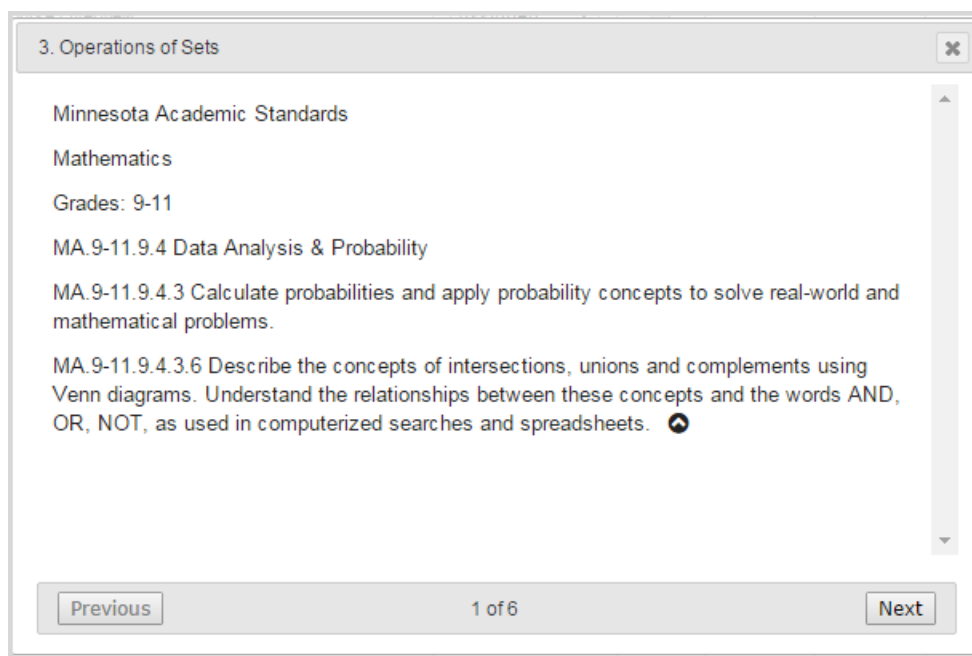 3. Operations of Sets
Minnesota Academic Standards
Mathematics
Grades: 9-11
MA.9-11.9.4 Data Analysis & Probability
MA.9-11.9.4.3 Calculate probabilities and apply probability concepts to solve real-world and
mathematical problems.
MA.9-11.9.4.3.6 Describe the concepts of intersections, unions and complements using
Venn diagrams. Understand the relationships between these concepts and the words AND,
OR, NOT, as used in computerized searches and spreadsheets.
Previous 1 of 6 Next